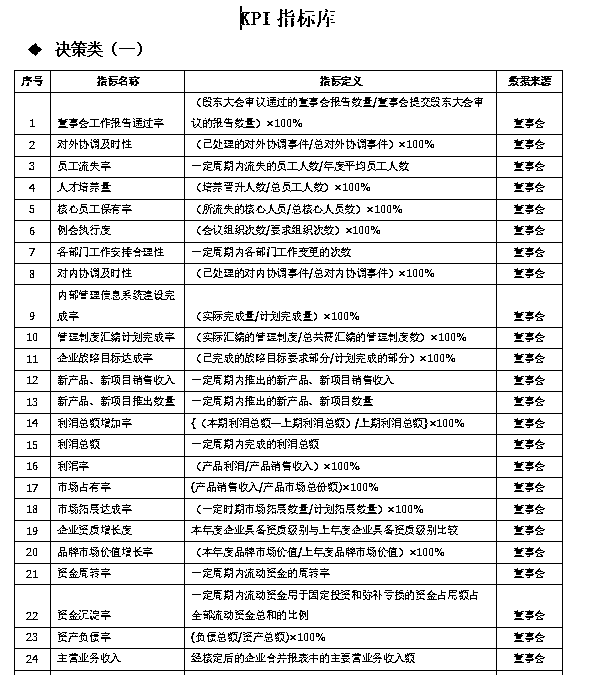 KPI 指标库
◆ 决策类（一）
序号 指标名称 指标定义 数据来源
1 董事会工作报告通过率 （股东大会审议通过的董事会报告数量/董事会提交股东大会审
议的报告数量）×100% 董事会
2 对外协调及时性 （已处理的对外协调事件/总对外协调事件）×100% 董事会
3 员工流失率 一定周期内流失的员工人数/年度平均员工人数 董事会
4 人才培养量 （培养晋升人数/总员工人数）×100% 董事会
5 核心员工保有率 （所流失的核心人员/总核心人员数）×100% 董事会
6 例会执行度 （会议组织次数/要求组织次数）×100% 董事会
7 各部门工作安排合理性 一定周期内各部门工作变更的次数 董事会
8 对内协调及时性 （已处理的对内协调事件/总对内协调事件）×100% 董事会
9 内部管理信息系统建设完
成率 （实际完成量/计划完成量）×100% 董事会
10 管理制度汇编计划完成率 （实际汇编的管理制度/总共需汇编的管理制度数）×100% 董事会
11 企业战略目标达成率 （已完成的战略目标要求部分/计划完成的部分）×100% 董事会
12 新产品、新项目销售收入 一定周期内推出的新产品、新项目销售收入 董事会
13 新产品、新项目推出数量 一定周期内推出的新产品、新项目数量 董事会
14 利润总额增加率 {（本期利润总额—上期利润总额）/上期利润总额}×100% 董事会
15 利润总额 一定周期内完成的利润总额 董事会
16 利润率 （产品利润/产品销售收入）×100% 董事会
17 市场占有率 {产品销售收入/产品市场总份额)×100% 董事会
18 市场拓展达成率 （一定时期市场拓展数量/计划拓展数量）×100% 董事会
19 企业资质增长度 本年度企业具备资质级别与上年度企业具备资质级别比较 董事会
20 品牌市场价值增长率 （本年度品牌市场价值/上年度品牌市场价值）×100% 董事会
21 资金周转率 一定周期内流动资金的周转率 董事会
22 资金沉淀率 一定周期内流动资金用于固定投资和弥补亏损的资金占用额占
全部流动资金总和的比例 董事会
23 资产负债率 {负债总额/资产总额)×100% 董事会
24 主营业务收入 经核定后的企业合并报表中的主要营业务收入额 董事会